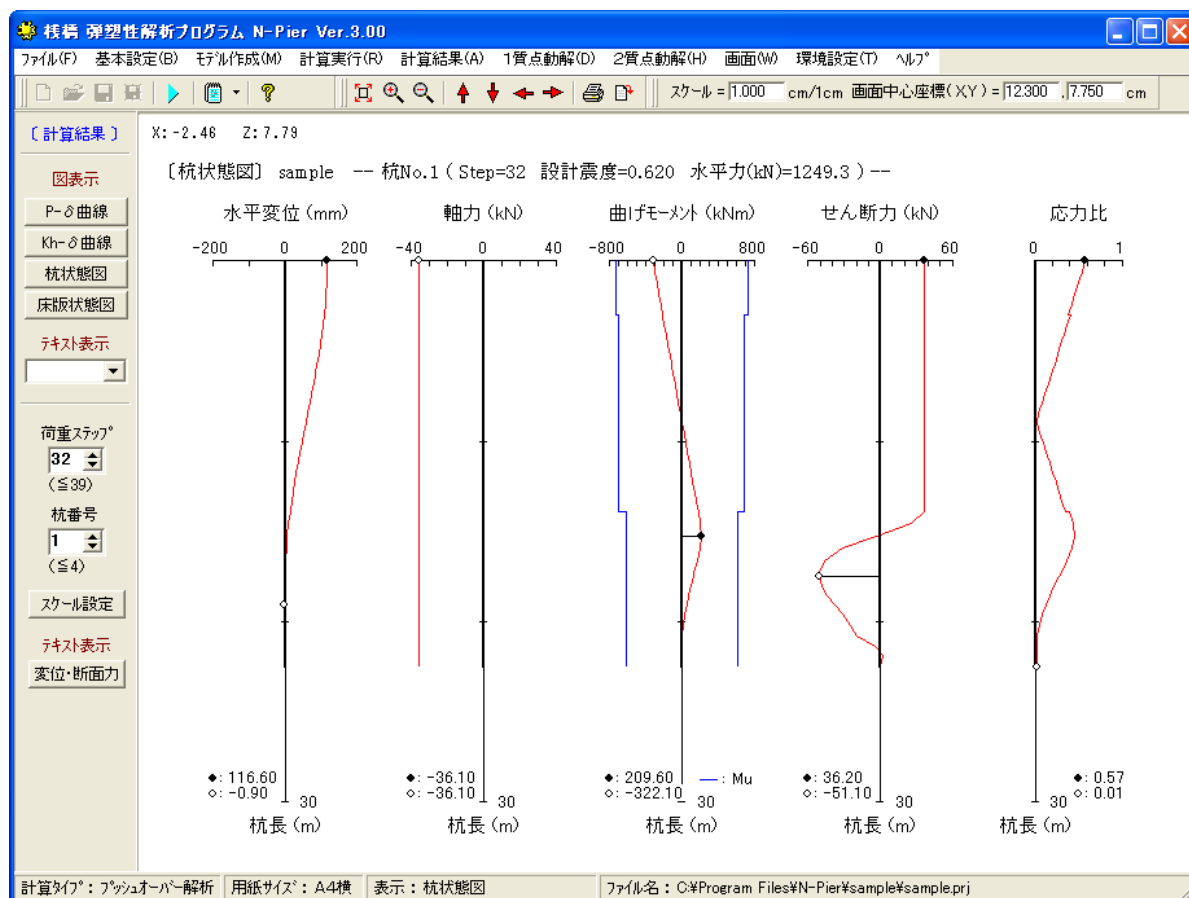 桟橋 弾塑性解析プログラム N-Pier Ver.3.00
ファイル(F) 基本設定(B) モデル作成(M) 計算実行(R) 計算結果(A) 1質点動解(D) 2質点動解(H) 画面(W) 環境設定(T) ヘルプ
スケール = 1.000 cm/1cm 画面中心座標(XY) = 12.300 , 7.750 cm
〔計算結果〕
X:-2.46 Z:7.79
〔杭状態図〕 sample -- 杭No.1 ( Step=32 設計震度=0.620 水平力(kN)=1249.3 ) --
図表示
P-δ曲線
Kh-δ曲線
杭状態図
床版状態図
テキスト表示
荷重ステップ
32
(≦39)
杭番号
1
(≦4)
スケール設定
テキスト表示
変位・断面力
水平変位 (mm) 軸力 (kN) 曲げモーメント (kNm) せん断力 (kN) 応力比
-200 0 200 -40 0 40 -800 0 800 -60 0 60 0 1
◆: 116.60 ◆: -36.10 ◆: 209.60 ―: Mu ◆: 36.20 ◆: 0.57
◇: -0.90 ◇: -36.10 ◇: -322.10 ◇: -51.10 ◇: 0.01
30 30 30 30 30
杭長 (m) 杭長 (m) 杭長 (m) 杭長 (m) 杭長 (m)
計算タイプ : プッシュオーバー解析 用紙サイズ : A4横 表示 : 杭状態図 ファイル名 : C:¥Program Files¥N-Pier¥sample¥sample.prj